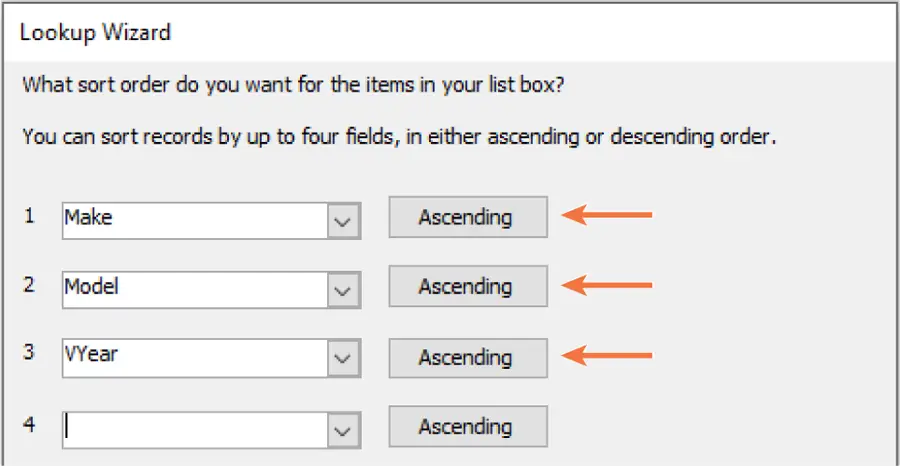 Lookup Wizard
What sort order do you want for the items in your list box?
You can sort records by up to four fields, in either ascending or descending order.
1 Make Ascending
2 Model Ascending
3 VYear Ascending
4 Ascending